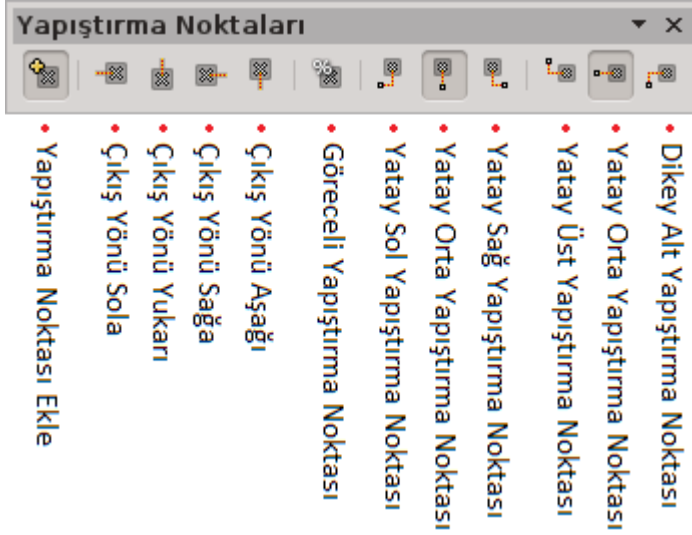 Yapıştırma Noktaları
Yapıştırma Noktası Ekle
Çıkış Yönü Sola
Çıkış Yönü Yukarı
Çıkış Yönü Sağa
Çıkış Yönü Aşağı
Göreceli Yapıştırma Noktası
Yatay Sol Yapıştırma Noktası
Yatay Orta Yapıştırma Noktası
Yatay Sağ Yapıştırma Noktası
Yatay Üst Yapıştırma Noktası
Yatay Orta Yapıştırma Noktası
Dikey Alt Yapıştırma Noktası